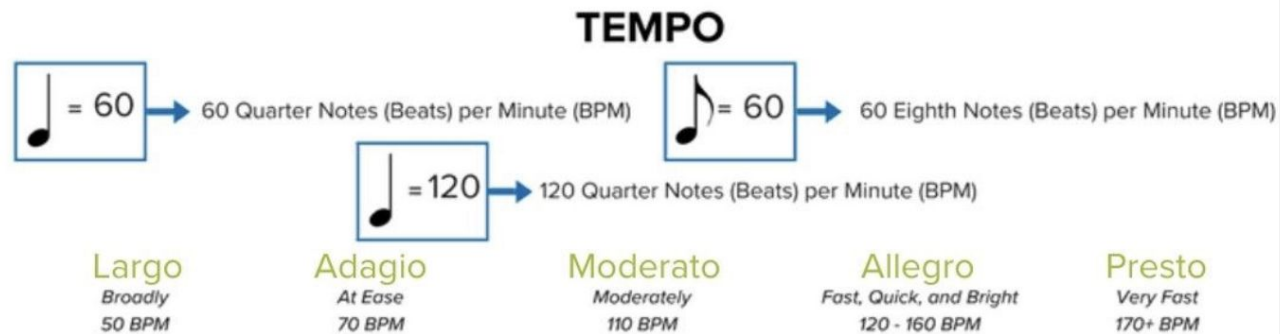 TEMPO
= 60
60 Quarter Notes (Beats) per Minute (BPM)
= 60
60 Eighth Notes (Beats) per Minute (BPM)
= 120
120 Quarter Notes (Beats) per Minute (BPM)
Largo
Broadly
50 BPM
Adagio
At Ease
70 BPM
Moderato
Moderately
110 BPM
Allegro
Fast, Quick, and Bright
120 - 160 BPM
Presto
Very Fast
170+ BPM